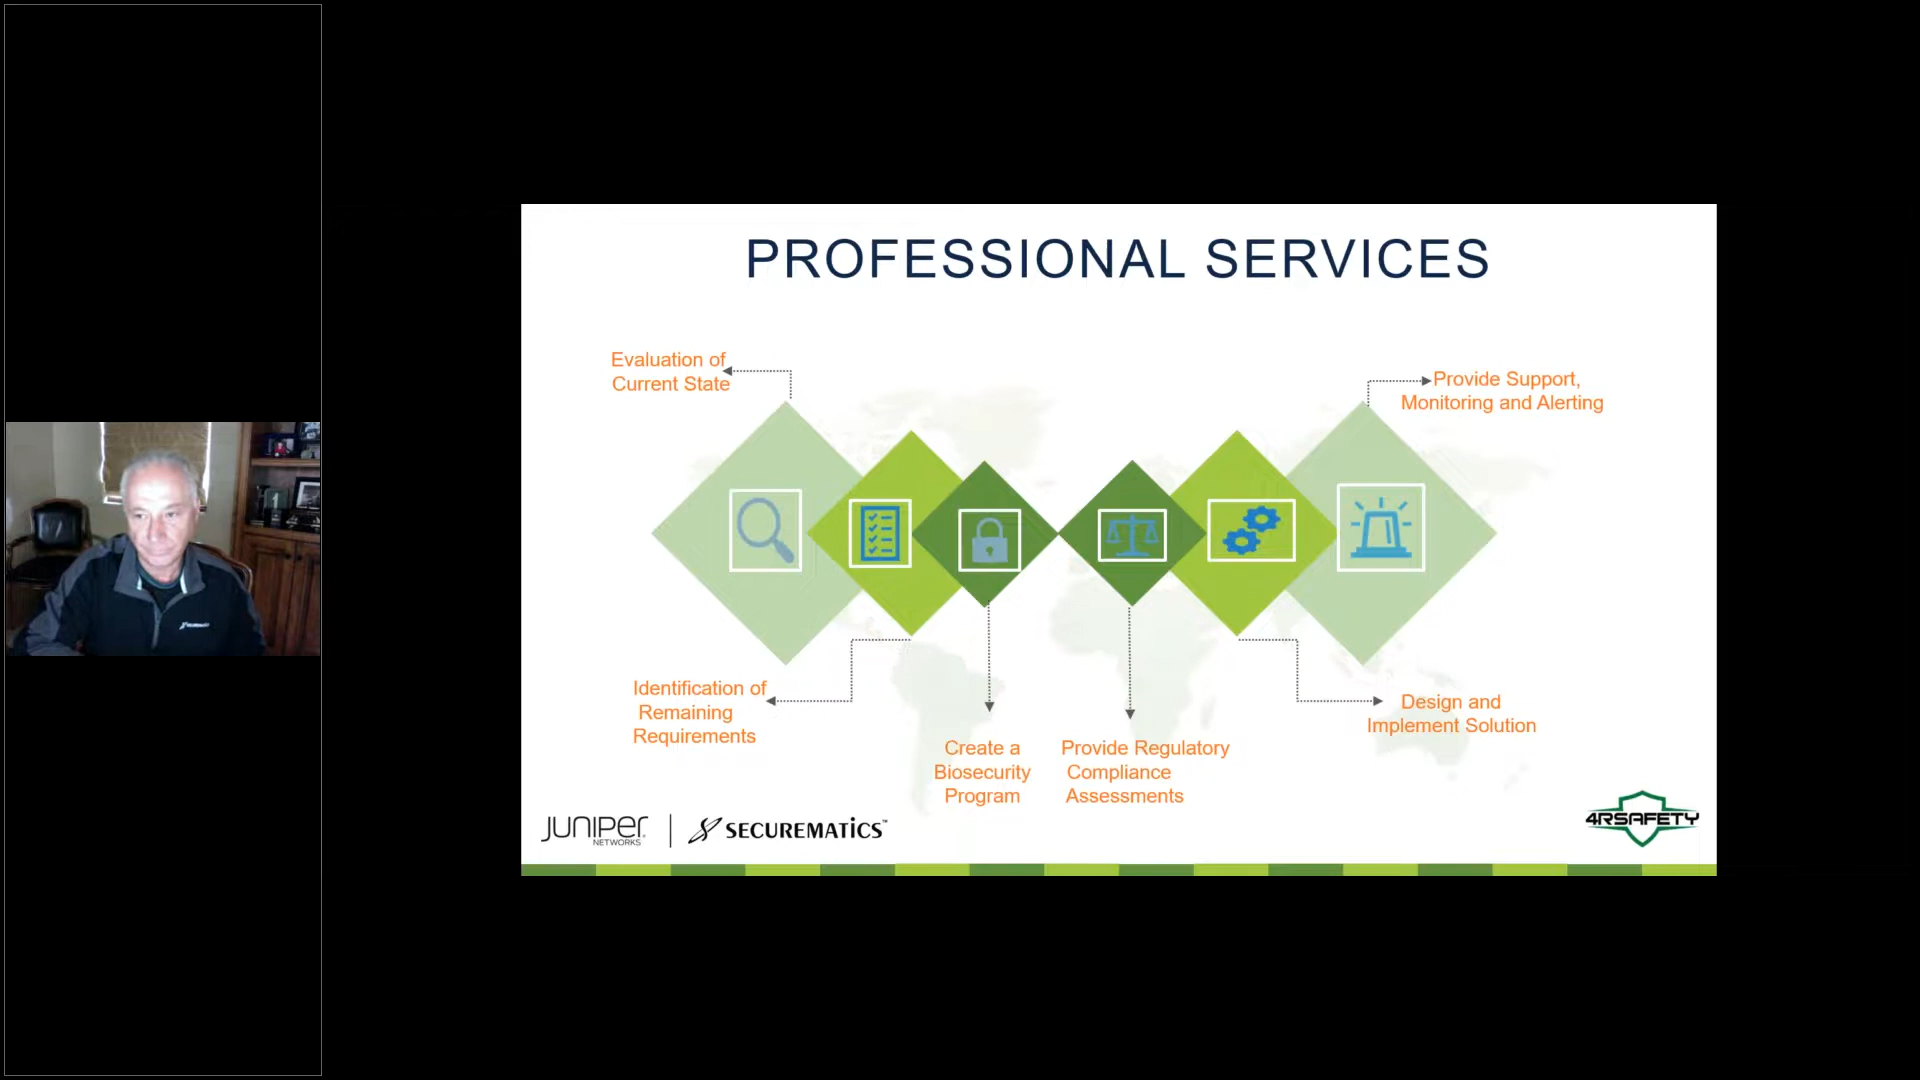 PROFESSIONAL SERVICES
Evaluation of
Current State
Provide Support,
Monitoring and Alerting
Identification of
Remaining
Requirements
Create a
Biosecurity
Program
Provide Regulatory
Compliance
Assessments
Design and
Implement Solution
JUNIPER
NETWORKS
SECUREMATICS™
4RSAFETY
SECUREMATICS